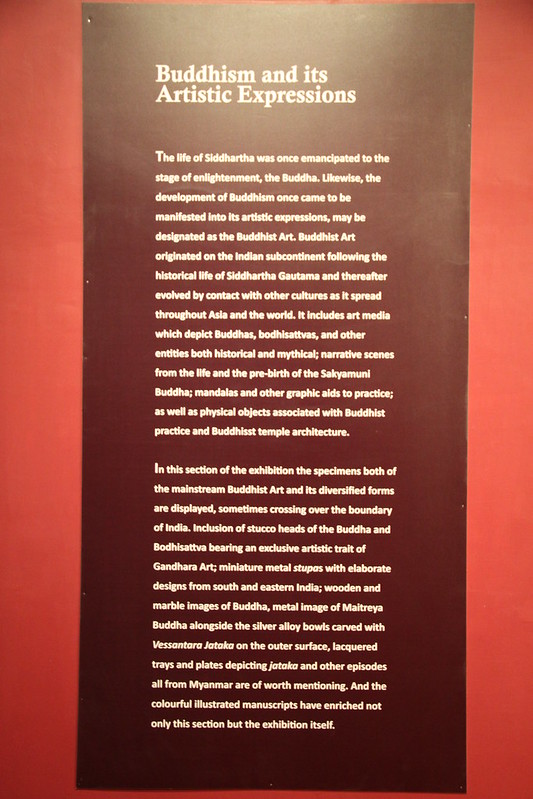 Buddhism and its
Artistic Expressions
The life of Siddhartha was once emancipated to the
stage of enlightenment, the Buddha. Likewise, the
development of Buddhism once came to be
manifested into its artistic expressions, may be
designated as the Buddhist Art. Buddhist Art
originated on the Indian subcontinent following the
historical life of Siddhartha Gautama and thereafter
evolved by contact with other cultures as it spread
throughout Asia and the world. It includes art media
which depict Buddhas, bodhisattvas, and other
entities both historical and mythical; narrative scenes
from the life and the pre-birth of the Sakyamuni
Buddha; mandalas and other graphic aids to practice;
as well as physical objects associated with Buddhist
practice and Buddhisst temple architecture.
In this section of the exhibition the specimens both of
the mainstream Buddhist Art and its diversified forms
are displayed, sometimes crossing over the boundary
of India. Inclusion of stucco heads of the Buddha and
Bodhisattva bearing an exclusive artistic trait of
Gandhara Art; miniature metal stupas with elaborate
designs from south and eastern India; wooden and
marble images of Buddha, metal image of Maitreya
Buddha alongside the silver alloy bowls carved with
Vessantara Jataka on the outer surface, lacquered
trays and plates depicting jataka and other episodes
all from Myanmar are of worth mentioning. And the
colourful illustrated manuscripts have enriched not
only this section but the exhibition itself.